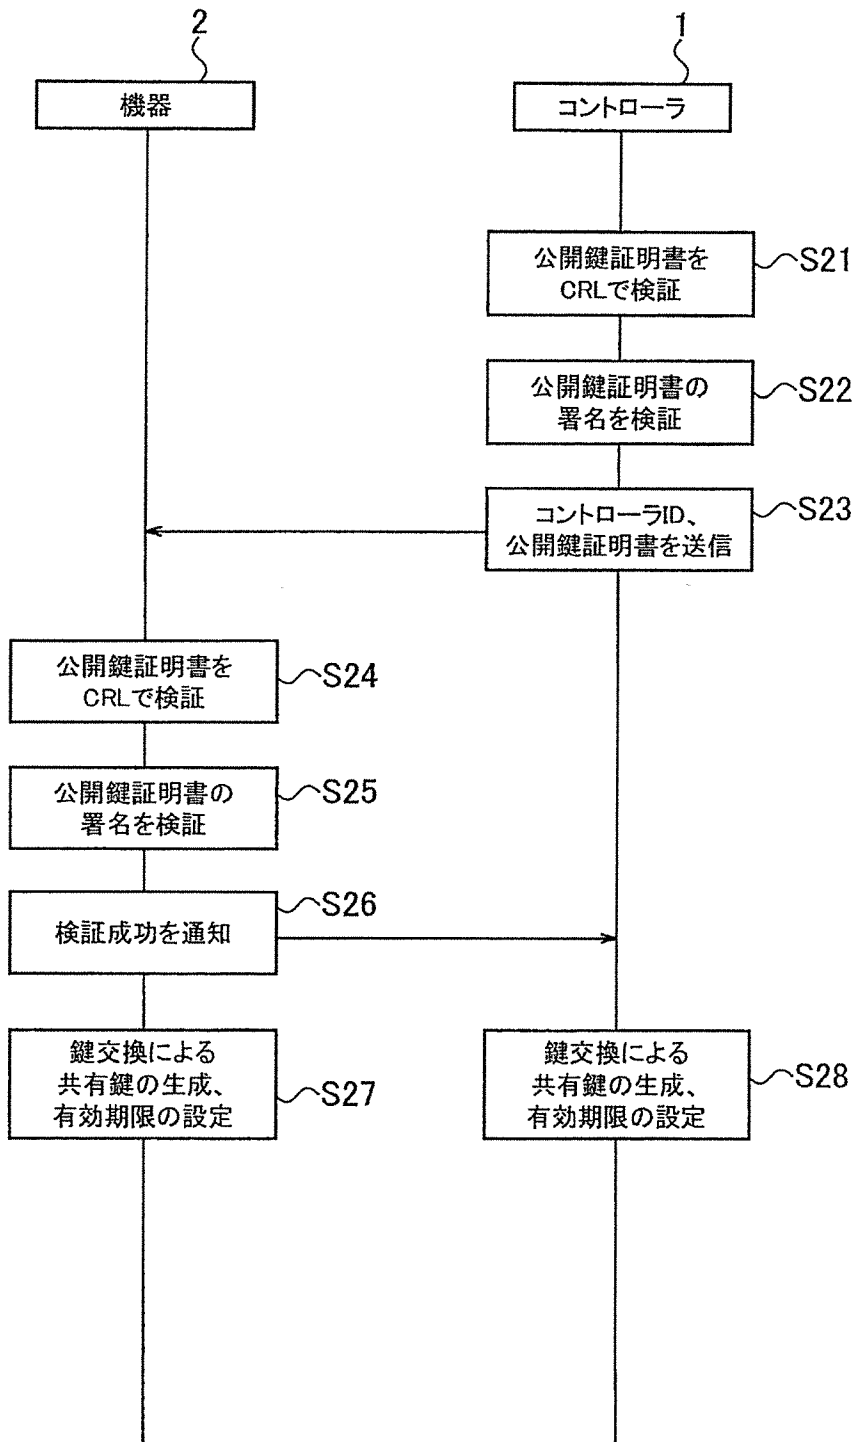 2
1
機器
コントローラ
公開鍵証明書を
CRLで検証
S21
公開鍵証明書の
署名を検証
S22
コントローラID、
公開鍵証明書を送信
S23
公開鍵証明書を
CRLで検証
S24
公開鍵証明書の
署名を検証
S25
検証成功を通知
S26
鍵交換による
共有鍵の生成、
有効期限の設定
S27
鍵交換による
共有鍵の生成、
有効期限の設定
S28